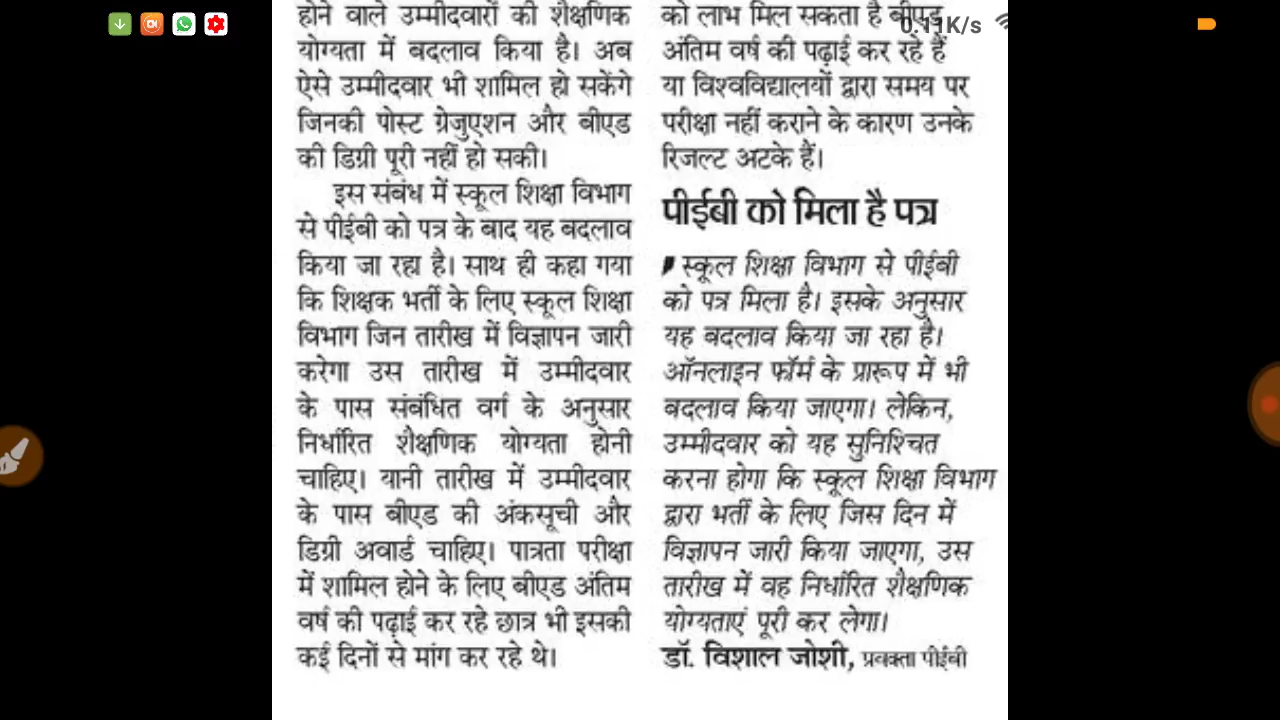 0.11K/s
होने वाले उम्मीदवारों की शैक्षणिक
योग्यता में बदलाव किया है। अब
ऐसे उम्मीदवार भी शामिल हो सकेंगे
जिनकी पोस्ट ग्रेजुएशन और बीएड
की डिग्री पूरी नहीं हो सकी।
इस संबंध में स्कूल शिक्षा विभाग
से पीईबी को पत्र के बाद यह बदलाव
किया जा रहा है। साथ ही कहा गया
कि शिक्षक भर्ती के लिए स्कूल शिक्षा
विभाग जिन तारीख में विज्ञापन जारी
करेगा उस तारीख में उम्मीदवार
के पास संबंधित वर्ग के अनुसार
निर्धारित शैक्षणिक योग्यता होनी
चाहिए। यानी तारीख में उम्मीदवार
के पास बीएड की अंकसूची और
डिग्री अवार्ड चाहिए। पात्रता परीक्षा
में शामिल होने के लिए बीएड अंतिम
वर्ष की पढ़ाई कर रहे छात्र भी इसकी
कई दिनों से मांग कर रहे थे।
को लाभ मिल सकता है बीएड
अंतिम वर्ष की पढ़ाई कर रहे हैं
या विश्वविद्यालयों द्वारा समय पर
परीक्षा नहीं कराने के कारण उनके
रिजल्ट अटके हैं।
पीईबी को मिला है पत्र
स्कूल शिक्षा विभाग से पीईबी
को पत्र मिला है। इसके अनुसार
यह बदलाव किया जा रहा है।
ऑनलाइन फॉर्म के प्रारूप में भी
बदलाव किया जाएगा। लेकिन,
उम्मीदवार को यह सुनिश्चित
करना होगा कि स्कूल शिक्षा विभाग
द्वारा भर्ती के लिए जिस दिन में
विज्ञापन जारी किया जाएगा, उस
तारीख में वह निर्धारित शैक्षणिक
योग्यताएं पूरी कर लेगा।
डॉ. विशाल जोशी, प्रवक्ता पीईबी